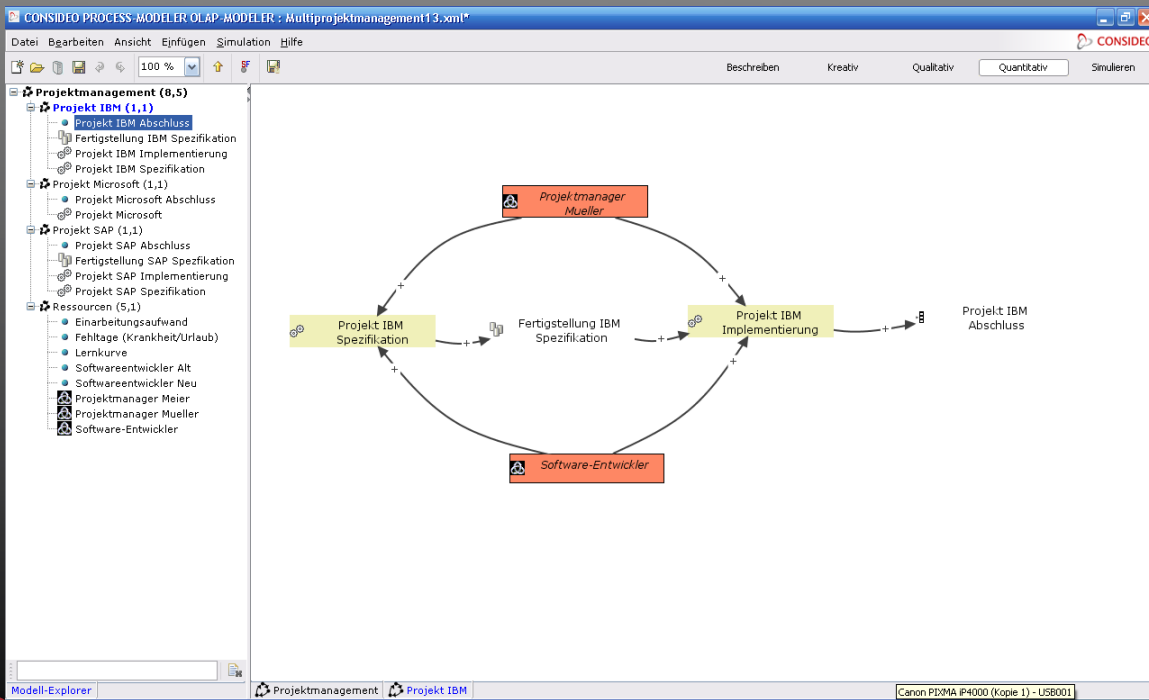 CONSIDEO PROCESS-MODELER OLAP-MODELER : Multiprojektmanagement13.xml*
Datei Bearbeiten Ansicht Einfügen Simulation Hilfe
CONSIDEO
100 %
Beschreiben Kreativ Qualitativ Quantitativ Simulieren
Projektmanagement (8,5)
Projekt IBM (1,1)
Projekt IBM Abschluss
Fertigstellung IBM Spezifikation
Projekt IBM Implementierung
Projekt IBM Spezifikation
Projekt Microsoft (1,1)
Projekt Microsoft Abschluss
Projekt Microsoft
Projekt SAP (1,1)
Projekt SAP Abschluss
Fertigstellung SAP Spezfikation
Projekt SAP Implementierung
Projekt SAP Spezifikation
Ressourcen (5,1)
Einarbeitungsaufwand
Fehltage (Krankheit/Urlaub)
Lernkurve
Softwareentwickler Alt
Softwareentwickler Neu
Projektmanager Meier
Projektmanager Mueller
Software-Entwickler
Projektmanager
Mueller
+
+
Projekt IBM
Spezifikation
+
Fertigstellung IBM
Spezifikation
+
Projekt IBM
Implementierung
+
Projekt IBM
Abschluss
+
+
Software-Entwickler
Modell-Explorer
Projektmanagement
Projekt IBM
Canon PIXMA iP4000 (Kopie 1) - USB001